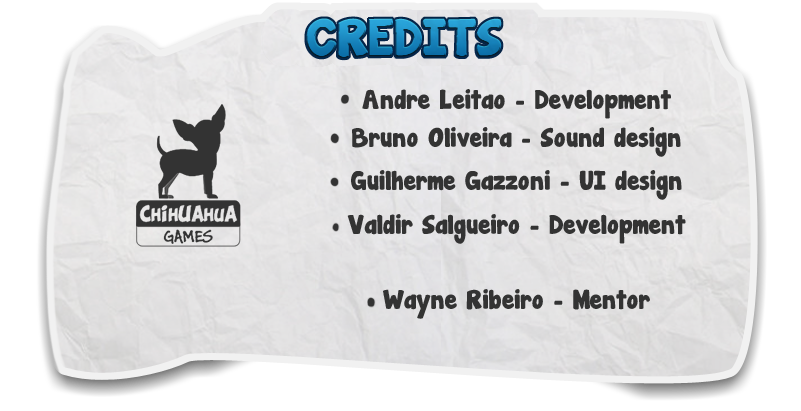 CREDITS
• Andre Leitao - Development
• Bruno Oliveira - Sound design
• Guilherme Gazzoni - UI design
• Valdir Salgueiro - Development
• Wayne Ribeiro - Mentor
CHIHUAHUA
GAMES